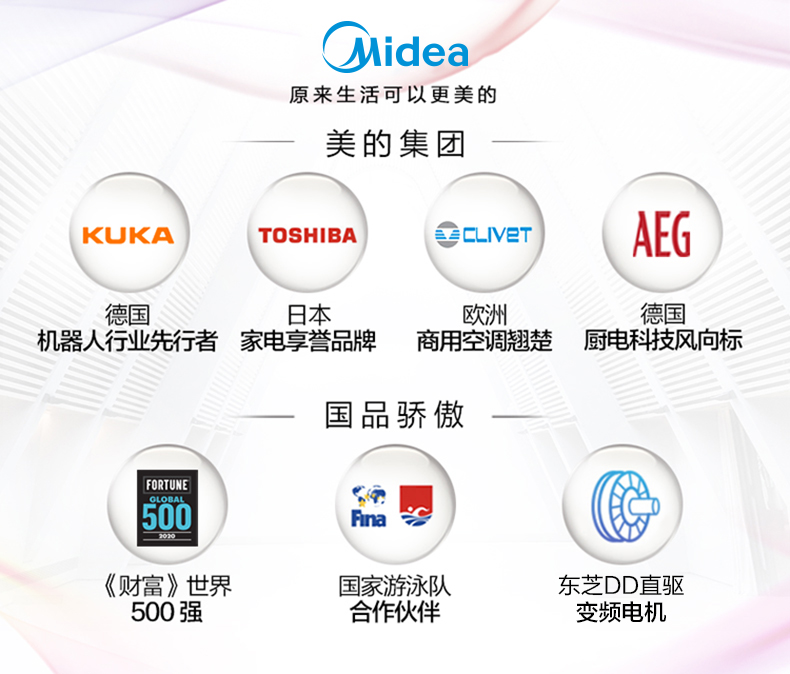 Midea
原来生活可以更美的
美的集团
KUKA
TOSHIBA
CLIVET
AEG
德国
机器人行业先行者
日本
家电享誉品牌
欧洲
商用空调翘楚
德国
厨电科技风向标
国品骄傲
FORTUNE
GLOBAL
500
2020
Fina
《财富》世界
500强
国家游泳队
合作伙伴
东芝DD直驱
变频电机